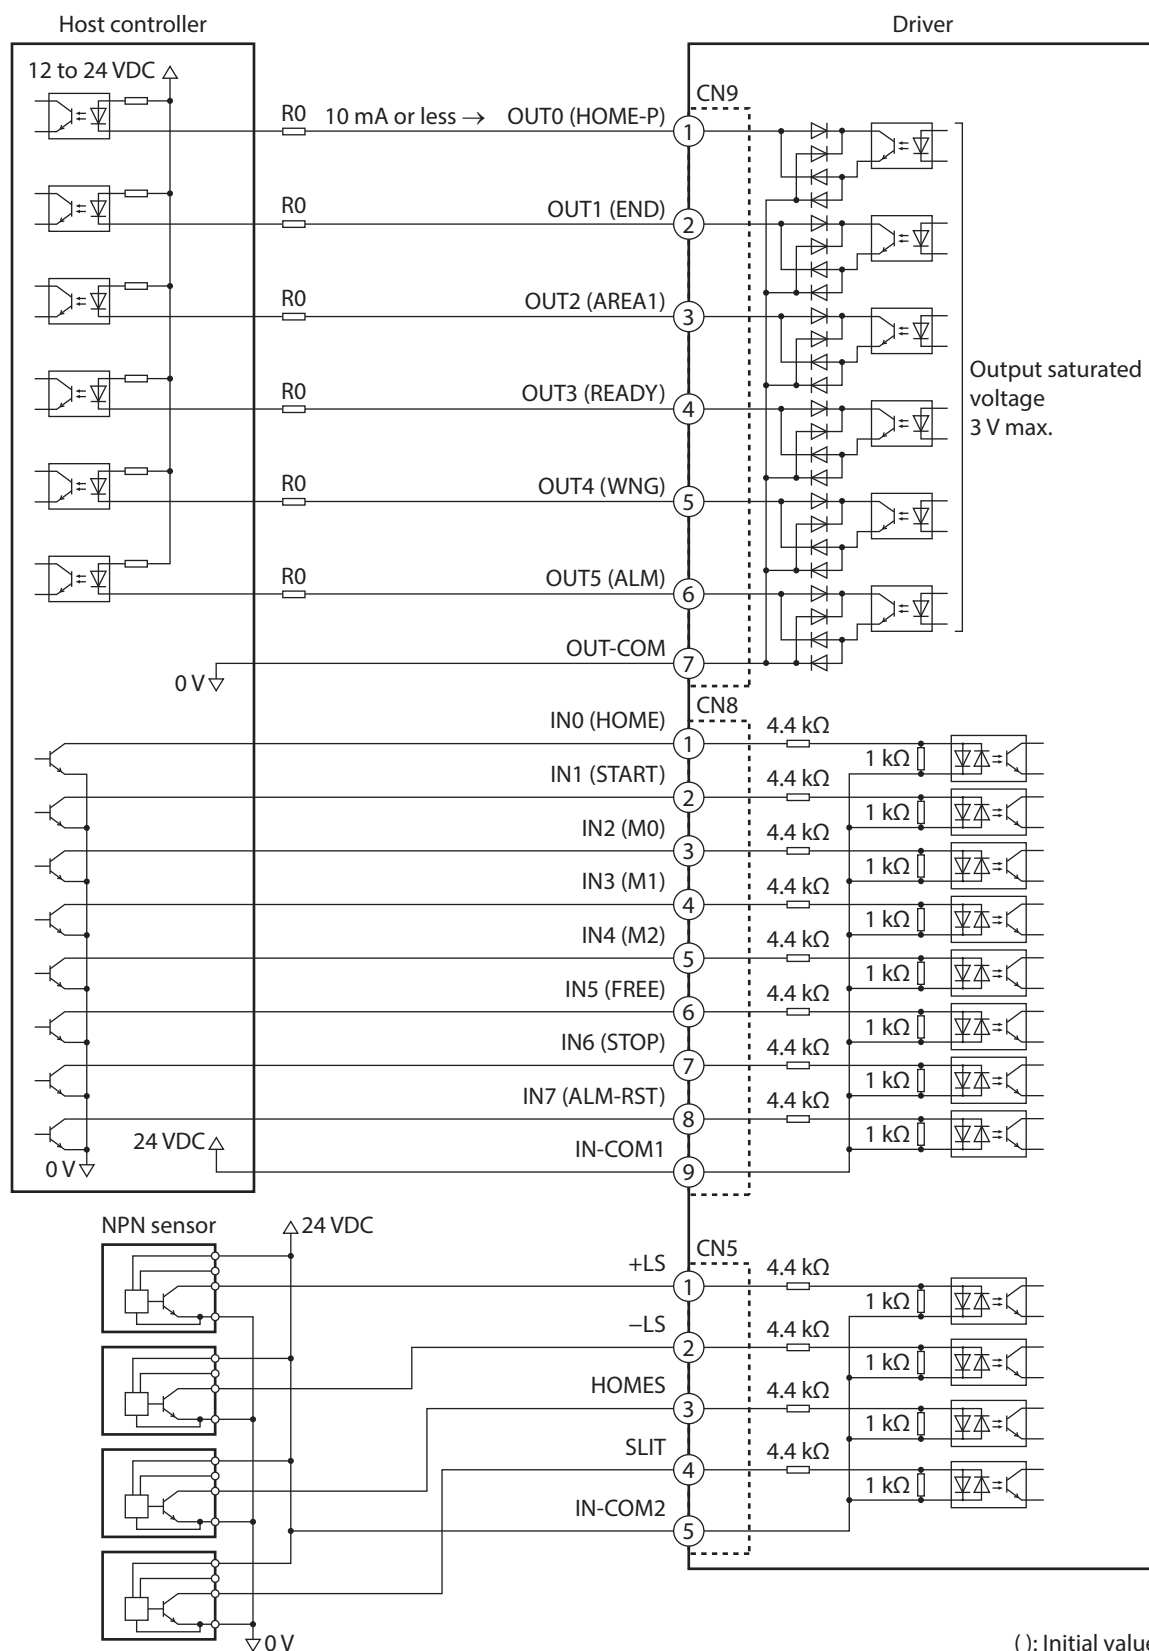 Host controller
Driver
12 to 24 VDC
CN9
R0 10 mA or less → OUT0 (HOME-P)
1
R0
OUT1 (END)
2
R0
OUT2 (AREA1)
3
Output saturated
voltage
3 V max.
R0
OUT3 (READY)
4
R0
OUT4 (WNG)
5
R0
OUT5 (ALM)
6
OUT-COM
7
0 V
CN8
IN0 (HOME)
1
4.4 kΩ
1 kΩ
IN1 (START)
2
4.4 kΩ
1 kΩ
IN2 (M0)
3
4.4 kΩ
1 kΩ
IN3 (M1)
4
4.4 kΩ
1 kΩ
IN4 (M2)
5
4.4 kΩ
1 kΩ
IN5 (FREE)
6
4.4 kΩ
1 kΩ
IN6 (STOP)
7
4.4 kΩ
1 kΩ
IN7 (ALM-RST)
8
4.4 kΩ
1 kΩ
24 VDC
IN-COM1
9
0 V
NPN sensor
24 VDC
CN5
+LS
1
4.4 kΩ
1 kΩ
−LS
2
4.4 kΩ
1 kΩ
HOMES
3
4.4 kΩ
1 kΩ
SLIT
4
4.4 kΩ
1 kΩ
IN-COM2
5
0 V
( ): Initial value